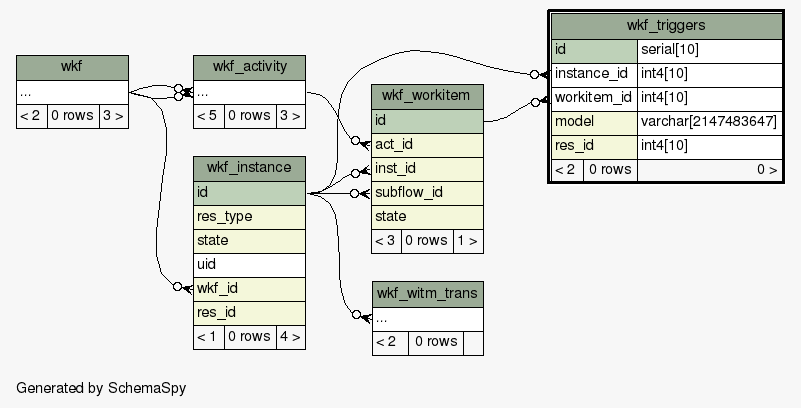 wkf
...
< 2 0 rows 3 >
wkf_activity
...
< 5 0 rows 3 >
wkf_instance
id
res_type
state
uid
wkf_id
res_id
< 1 0 rows 4 >
wkf_workitem
id
act_id
inst_id
subflow_id
state
< 3 0 rows 1 >
wkf_witm_trans
...
< 2 0 rows
wkf_triggers
id serial[10]
instance_id int4[10]
workitem_id int4[10]
model varchar[2147483647]
res_id int4[10]
< 2 0 rows 0 >
Generated by SchemaSpy